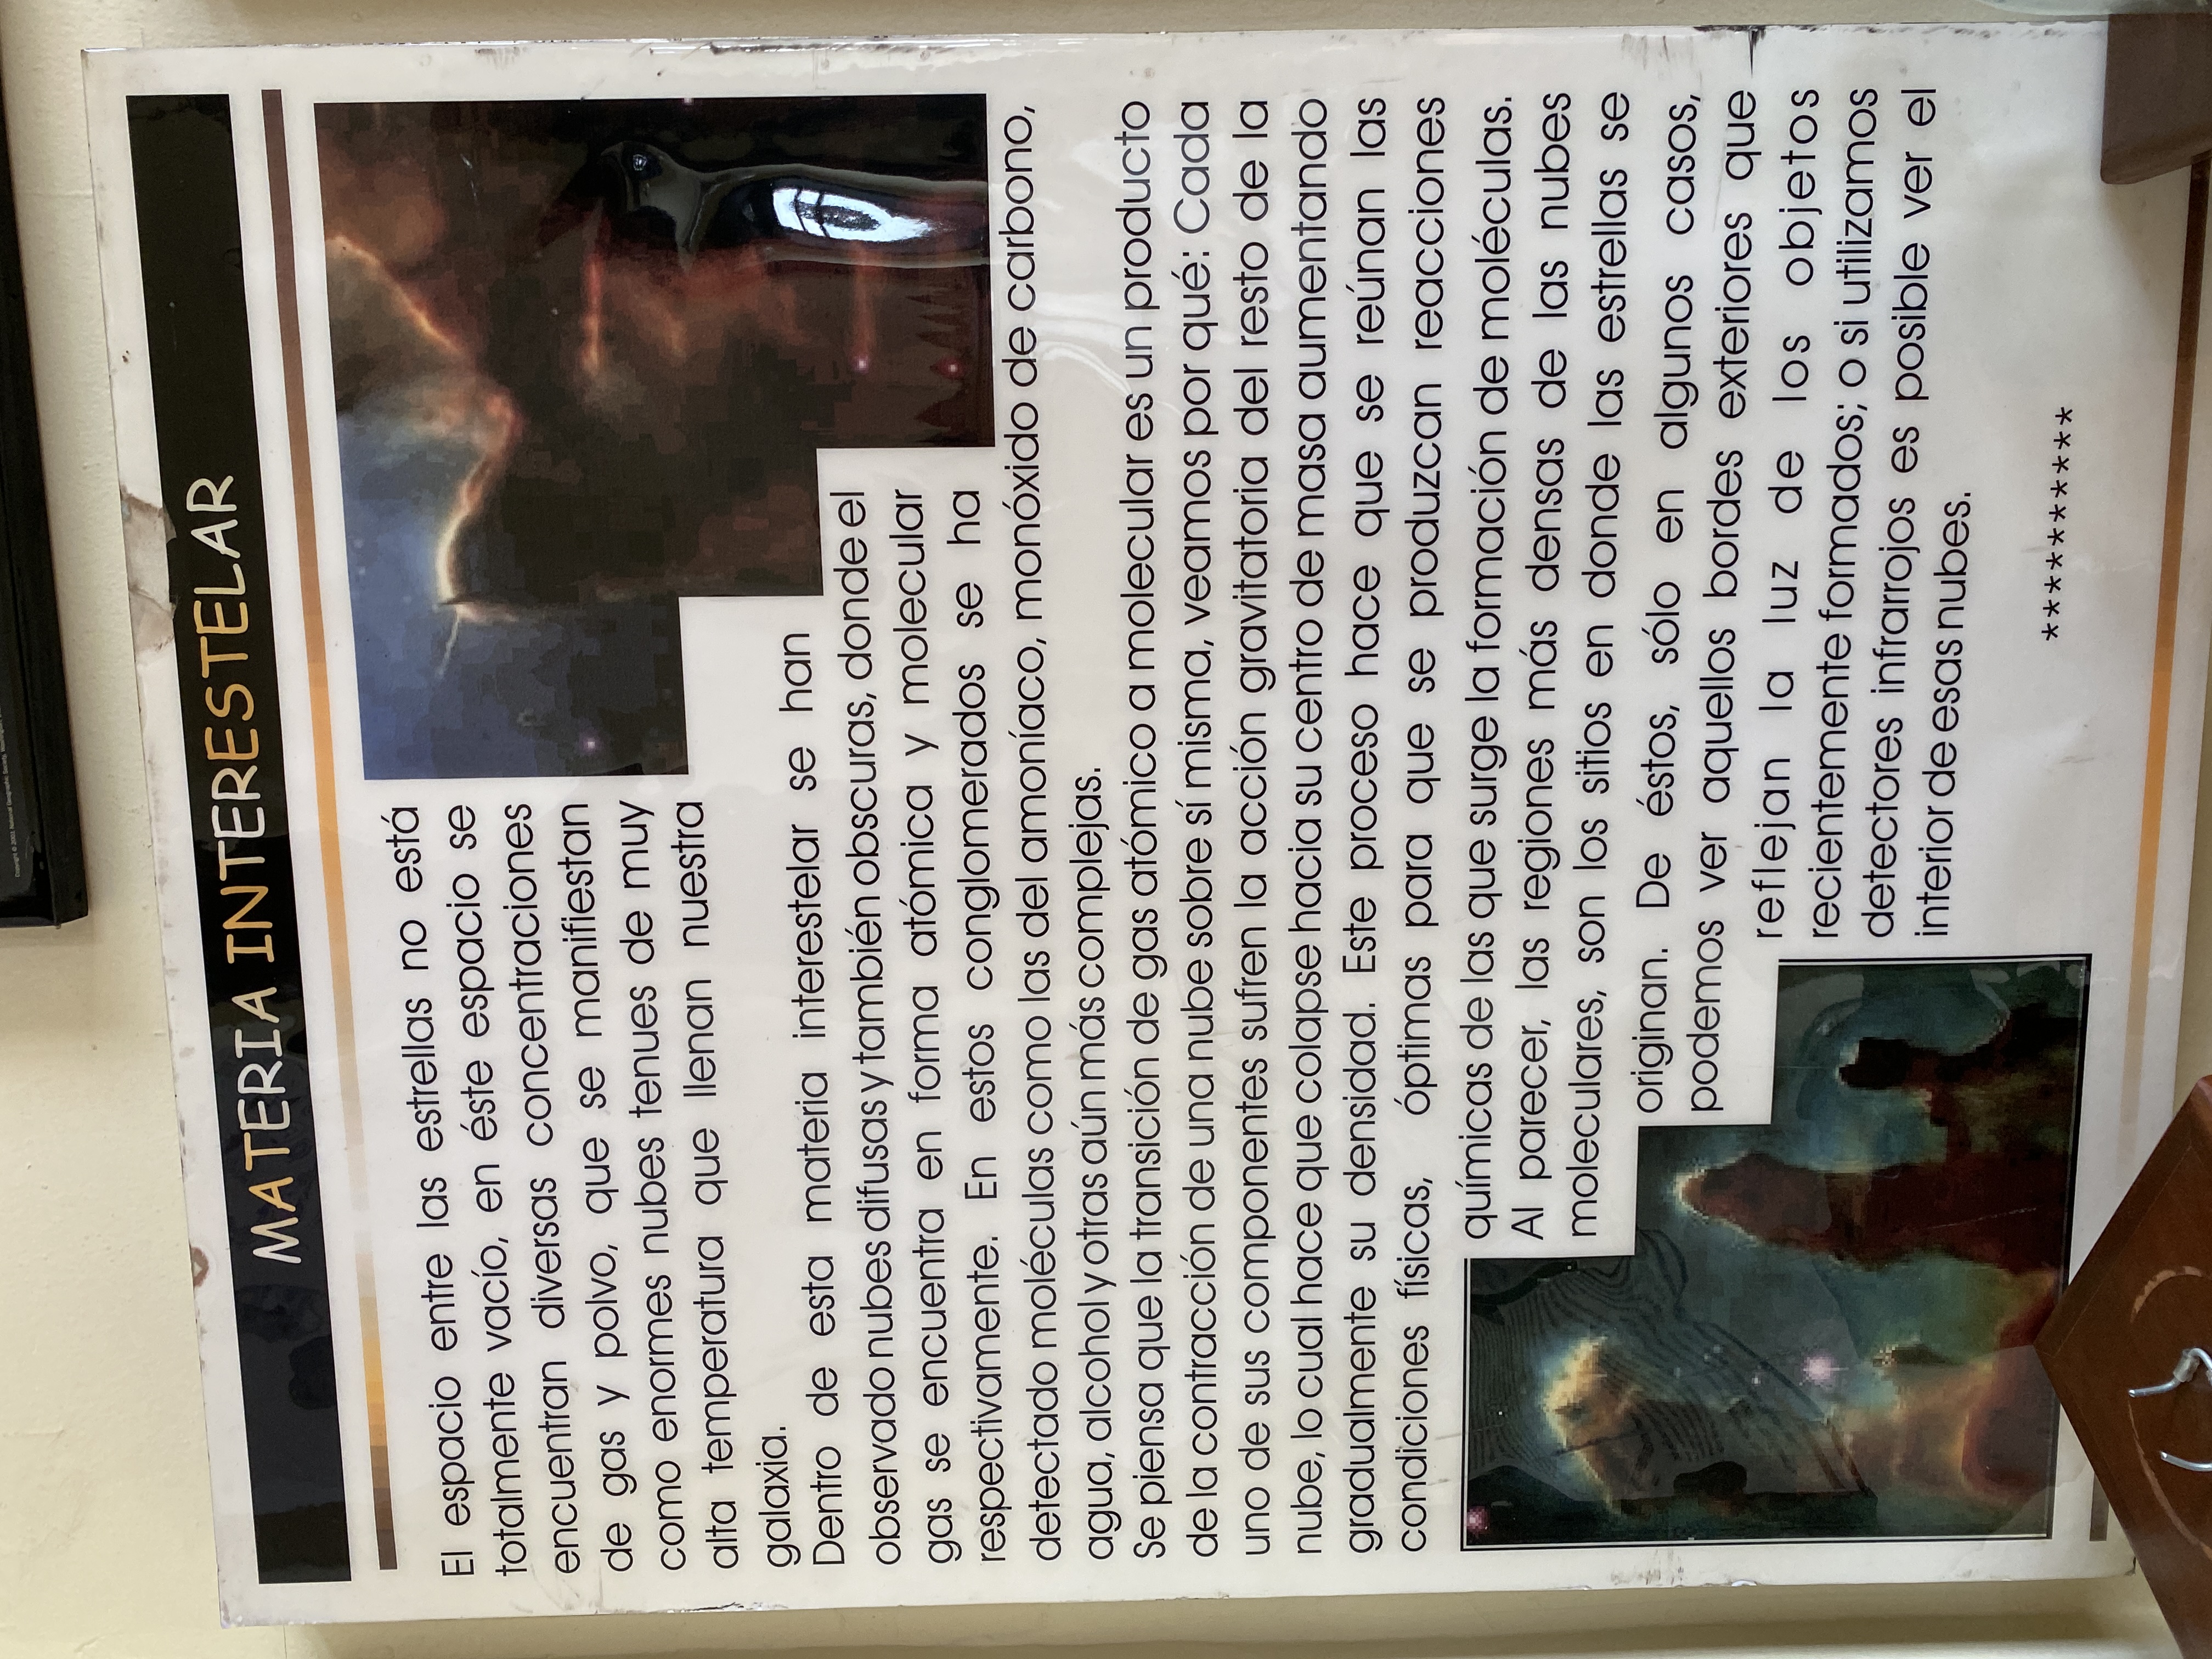 Copyright © 2001 National Geographic Society, Washington
MATERIA INTERESTELAR
El espacio entre las estrellas no está
totalmente vacío, en éste espacio se
encuentran diversas concentraciones
de gas y polvo, que se manifiestan
como enormes nubes tenues de muy
alta temperatura que llenan nuestra
galaxia.
Dentro de esta materia interestelar se han
observado nubes difusas y también obscuras, donde el
gas se encuentra en forma atómica y molecular
respectivamente. En estos conglomerados se ha
detectado moléculas como las del amoníaco, monóxido de carbono,
agua, alcohol y otras aún más complejas.
Se piensa que la transición de gas atómico a molecular es un producto
de la contracción de una nube sobre sí misma, veamos por qué: Cada
uno de sus componentes sufren la acción gravitatoria del resto de la
nube, lo cual hace que colapse hacia su centro de masa aumentando
gradualmente su densidad. Este proceso hace que se reúnan las
condiciones físicas, óptimas para que se produzcan reacciones
químicas de las que surge la formación de moléculas.
Al parecer, las regiones más densas de las nubes
moleculares, son los sitios en donde las estrellas se
originan. De éstos, sólo en algunos casos,
podemos ver aquellos bordes exteriores que
reflejan la luz de los objetos
recientemente formados; o si utilizamos
detectores infrarrojos es posible ver el
interior de esas nubes.
**********